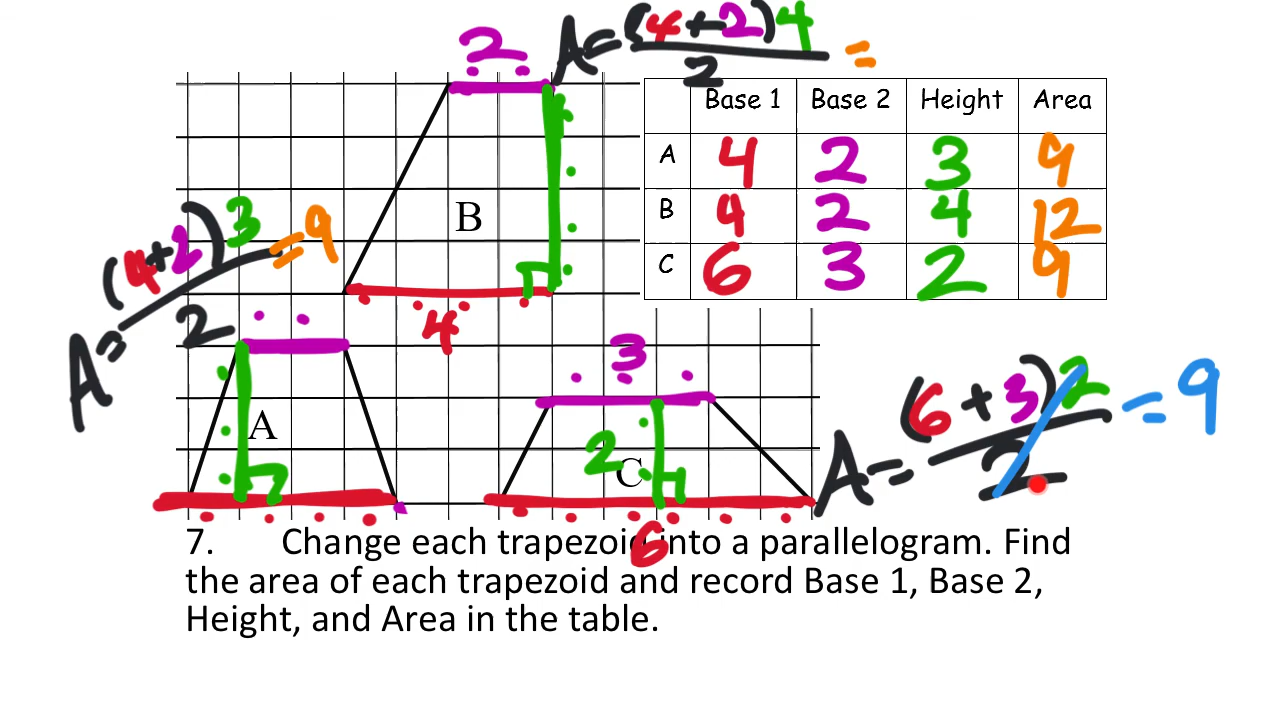 2
A = (4+2)4 =
2
Base 1 Base 2 Height Area
A 4 2 3 9
B 4 2 4 12
C 6 3 2 9
B
(4+2)3 = 9
A = 2
4
3
A
2
C
A = (6+3)2 = 9
2
6
7. Change each trapezoid into a parallelogram. Find
the area of each trapezoid and record Base 1, Base 2,
Height, and Area in the table.